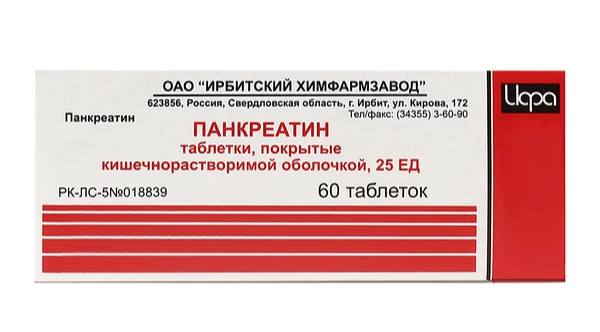 ОАО “ИРБИТСКИЙ ХИМФАРМЗАВОД”
623856, Россия, Свердловская область, г. Ирбит, ул. Кирова, 172
Тел/факс: (34355) 3-60-90
Панкреатин
ПАНКРЕАТИН
таблетки, покрытые
кишечнорастворимой оболочкой, 25 ЕД
РК-ЛС-5№018839
60 таблеток
Исфа